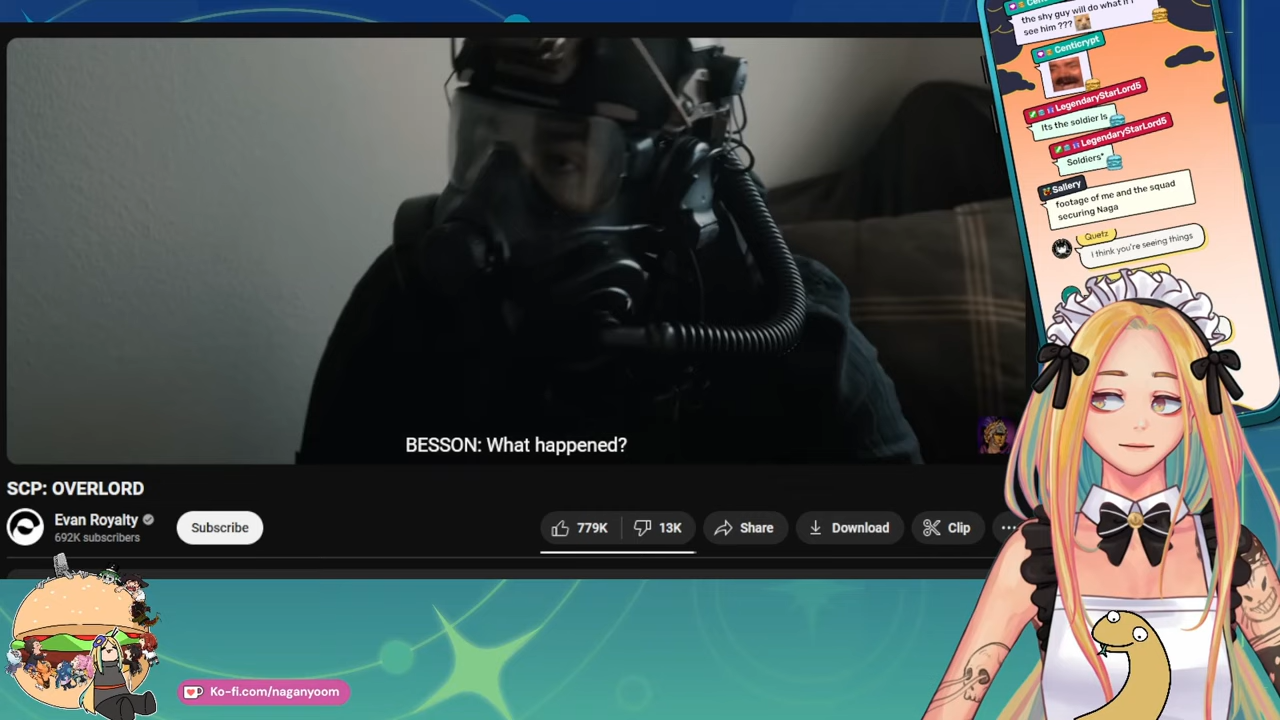 the shy guy will do what if i
see him ???
Centicrypt
LegendaryStarLord5
Its the soldier Is
LegendaryStarLord5
Soldiers*
Sallery
footage of me and the squad
securing Naga
Quetz
I think you're seeing things
BESSON: What happened?
SCP: OVERLORD
Evan Royalty
692K subscribers
Subscribe
779K
13K
Share
Download
Clip
Ko-fi.com/naganyoom